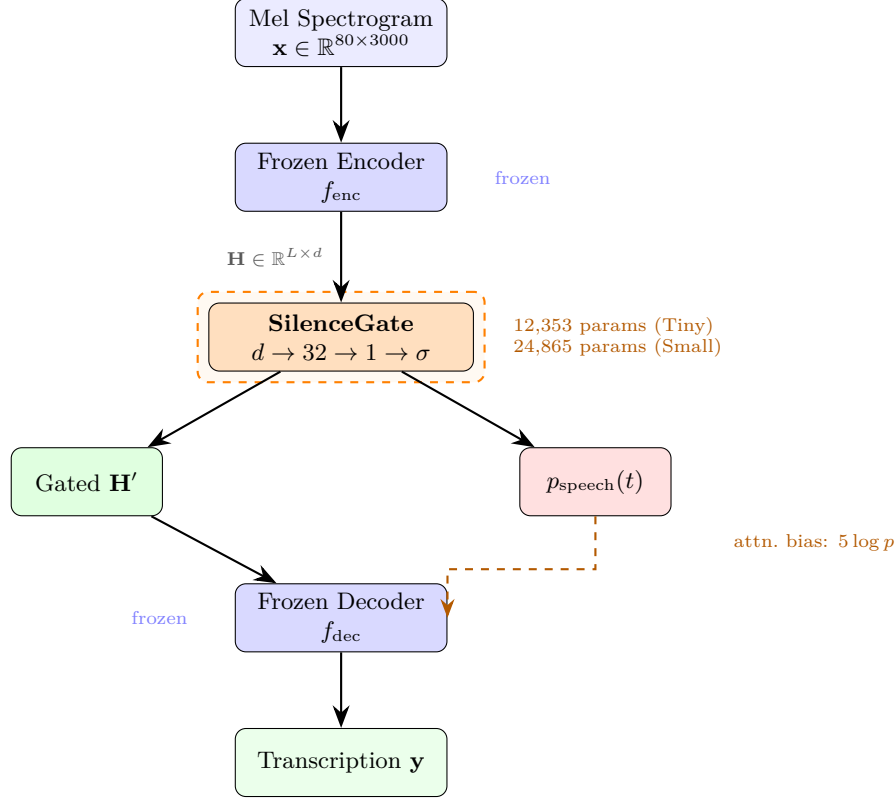 Mel Spectrogram
𝐱 ∈ ℝ^{80×3000}
Frozen Encoder
f_enc
frozen
𝐇 ∈ ℝ^{L×d}
SilenceGate
d → 32 → 1 → σ
12,353 params (Tiny)
24,865 params (Small)
Gated 𝐇′
p_speech(t)
attn. bias: 5 log p
Frozen Decoder
f_dec
frozen
Transcription 𝐲